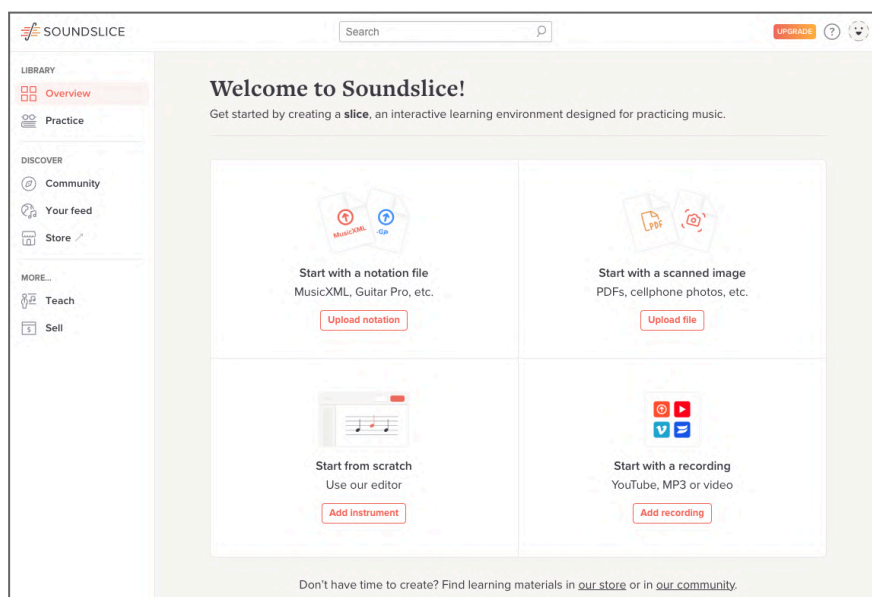 SOUNDSLICE
Search
UPGRADE
?
LIBRARY
Overview
Practice
DISCOVER
Community
Your feed
Store
MORE...
Teach
Sell
Welcome to Soundslice!
Get started by creating a slice, an interactive learning environment designed for practicing music.
MusicXML
.Gp
Start with a notation file
MusicXML, Guitar Pro, etc.
Upload notation
PDF
Start with a scanned image
PDFs, cellphone photos, etc.
Upload file
Start from scratch
Use our editor
Add instrument
Start with a recording
YouTube, MP3 or video
Add recording
Don't have time to create? Find learning materials in our store or in our community.